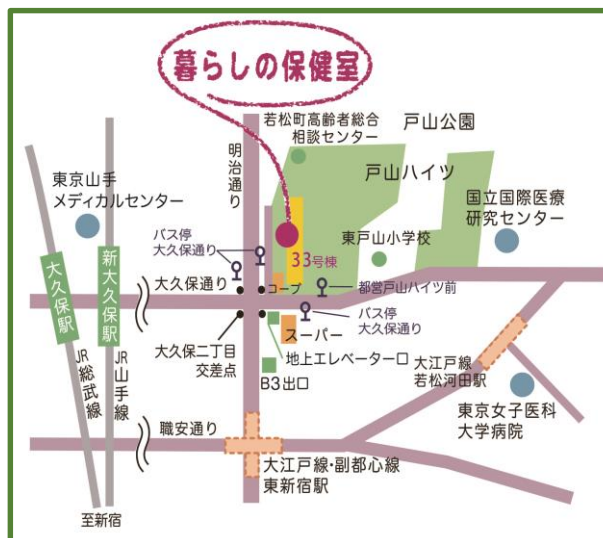 暮らしの保健室
若松町高齢者総合
相談センター
戸山公園
明治通り
戸山ハイツ
東京山手
メディカルセンター
国立国際医療
研究センター
バス停
大久保通り
東戸山小学校
33号棟
新大久保駅
大久保駅
大久保通り
コープ
都営戸山ハイツ前
バス停
大久保通り
スーパー
大久保二丁目
交差点
地上エレベーター口
大江戸線
若松河田駅
JR総武線
JR山手線
B3出口
東京女子医科
大学病院
職安通り
大江戸線・副都心線
東新宿駅
至新宿